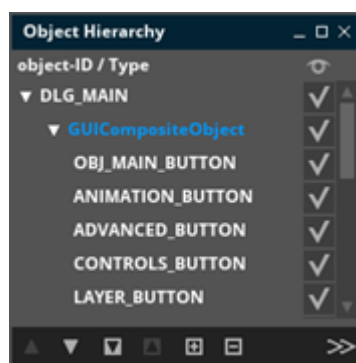 Object Hierarchy
object-ID / Type
DLG_MAIN
GUICompositeObject
OBJ_MAIN_BUTTON
ANIMATION_BUTTON
ADVANCED_BUTTON
CONTROLS_BUTTON
LAYER_BUTTON